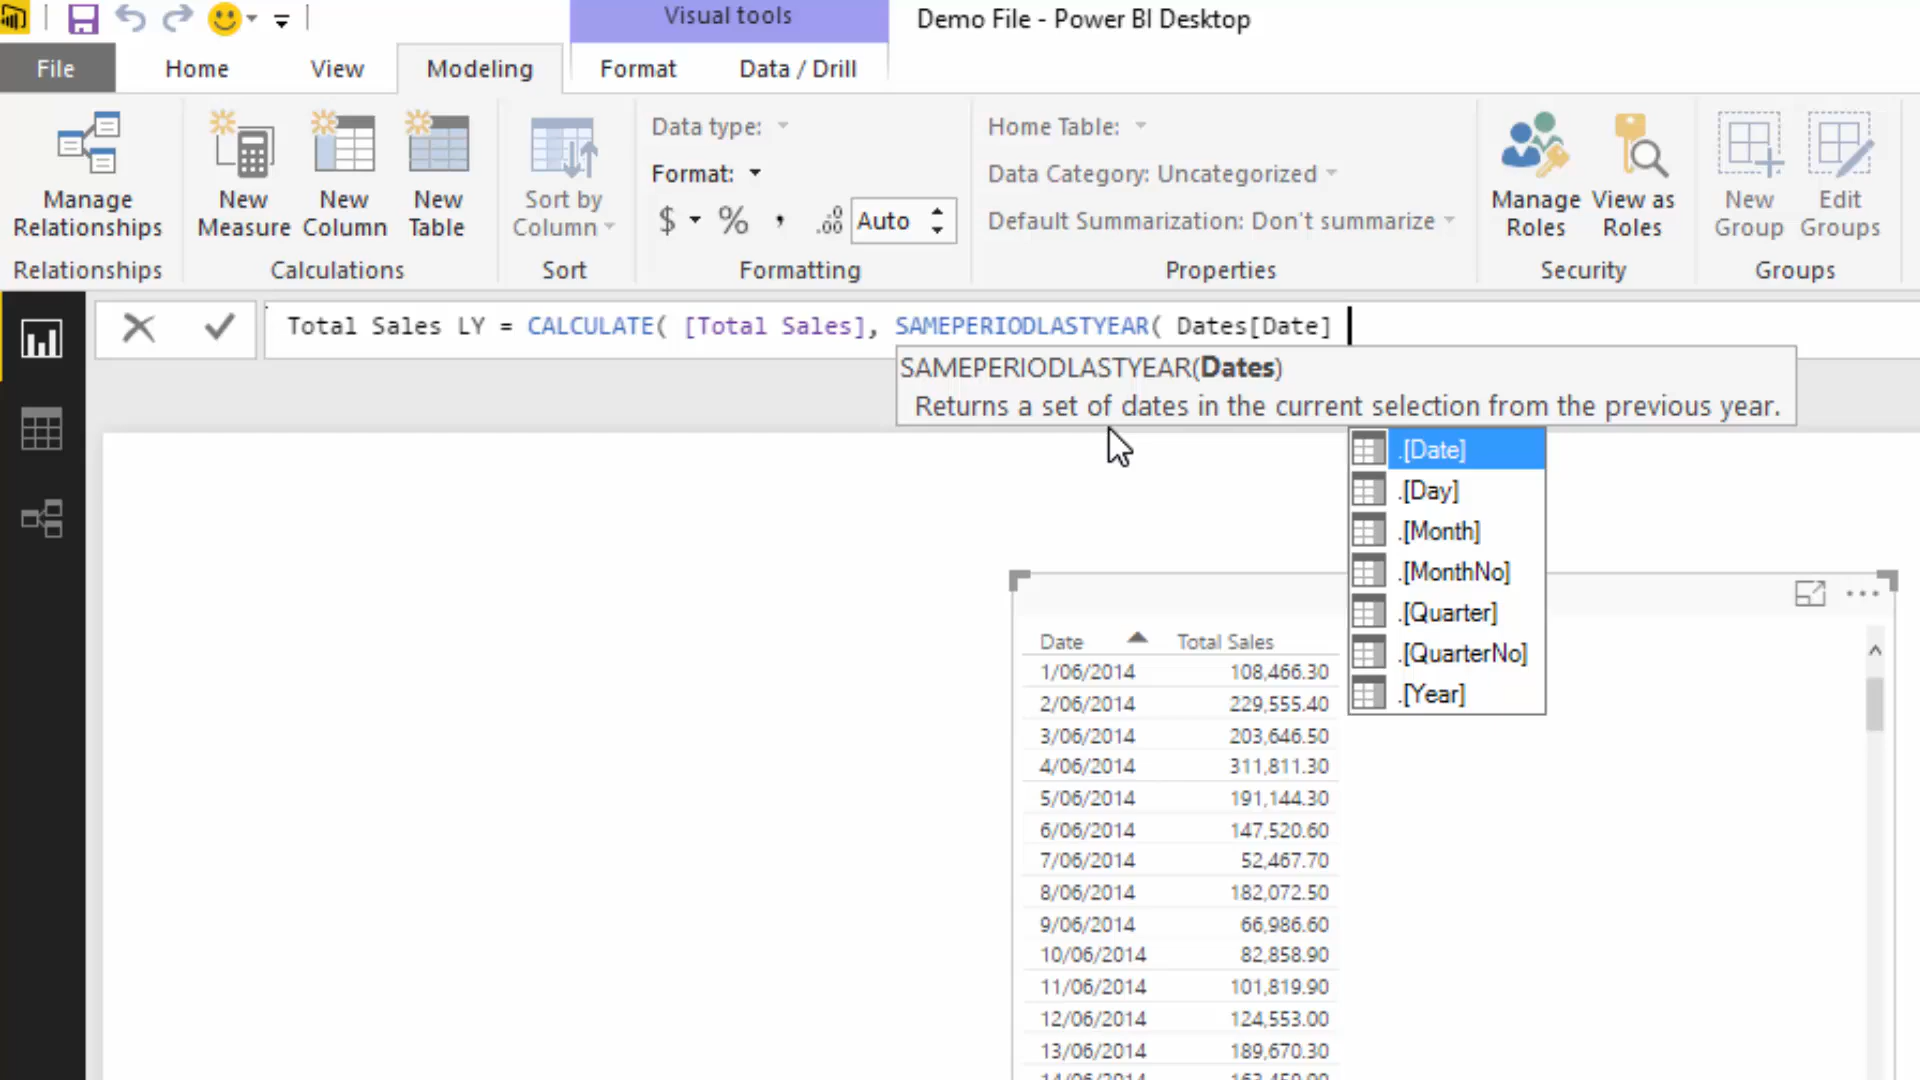 Visual tools
Demo File - Power BI Desktop
File
Home
View
Modeling
Format
Data / Drill
Manage Relationships
New Measure
New Column
New Table
Sort by Column
Data type:
Format:
$ % , .00 Auto
Home Table:
Data Category: Uncategorized
Default Summarization: Don't summarize
Manage Roles
View as Roles
New Group
Edit Groups
Relationships
Calculations
Sort
Formatting
Properties
Security
Groups
Total Sales LY = CALCULATE( [Total Sales], SAMEPERIODLASTYEAR( Dates[Date]
SAMEPERIODLASTYEAR(Dates)
Returns a set of dates in the current selection from the previous year.
.[Date]
.[Day]
.[Month]
.[MonthNo]
.[Quarter]
.[QuarterNo]
.[Year]
Date Total Sales
1/06/2014 108,466.30
2/06/2014 229,555.40
3/06/2014 203,646.50
4/06/2014 311,811.30
5/06/2014 191,144.30
6/06/2014 147,520.60
7/06/2014 52,467.70
8/06/2014 182,072.50
9/06/2014 66,986.60
10/06/2014 82,858.90
11/06/2014 101,819.90
12/06/2014 124,553.00
13/06/2014 189,670.30